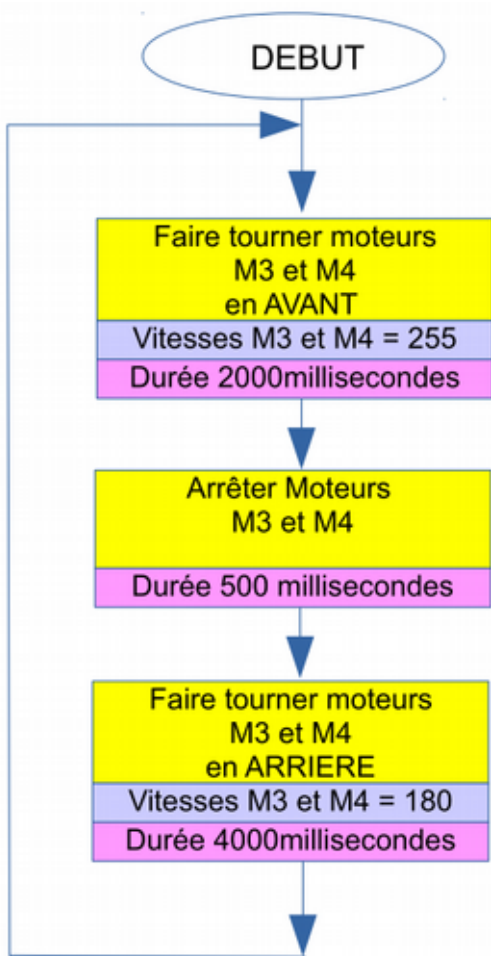 DEBUT
Faire tourner moteurs
M3 et M4
en AVANT
Vitesses M3 et M4 = 255
Durée 2000millisecondes
Arrêter Moteurs
M3 et M4
Durée 500 millisecondes
Faire tourner moteurs
M3 et M4
en ARRIERE
Vitesses M3 et M4 = 180
Durée 4000millisecondes